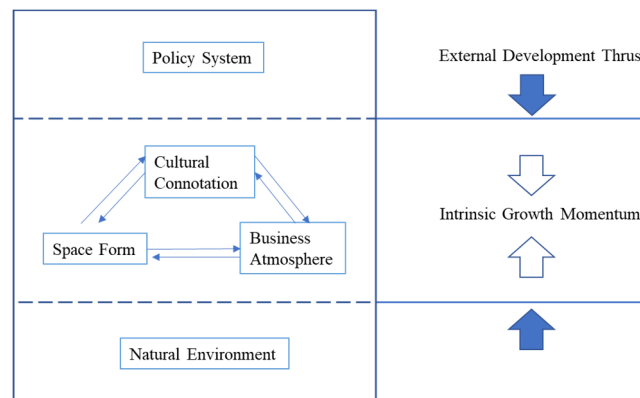 Policy System
External Development Thrus
Cultural
Connotation
Space Form
Business
Atmosphere
Intrinsic Growth Momentum
Natural Environment